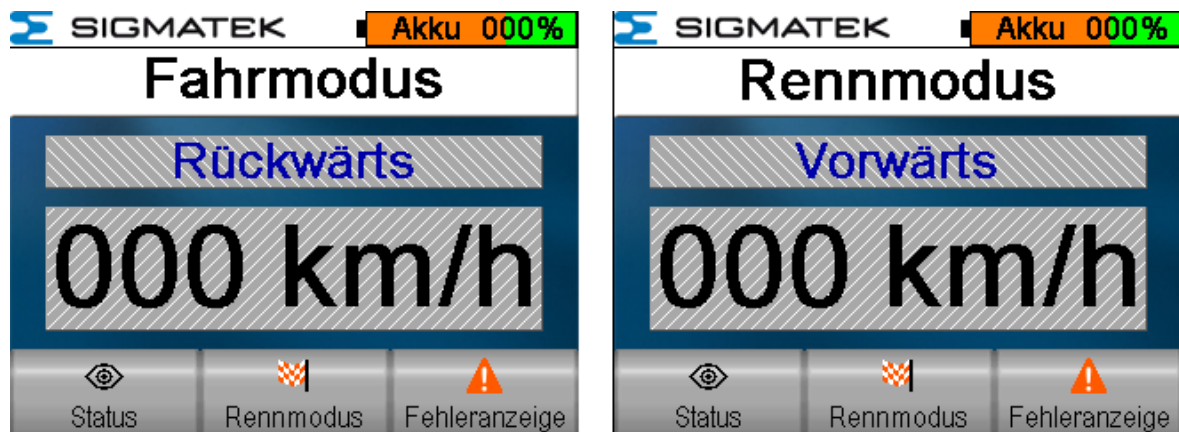 SIGMATEK Akku 000%
Fahrmodus
Rückwärts
000 km/h
Status Rennmodus Fehleranzeige
SIGMATEK Akku 000%
Rennmodus
Vorwärts
000 km/h
Status Rennmodus Fehleranzeige